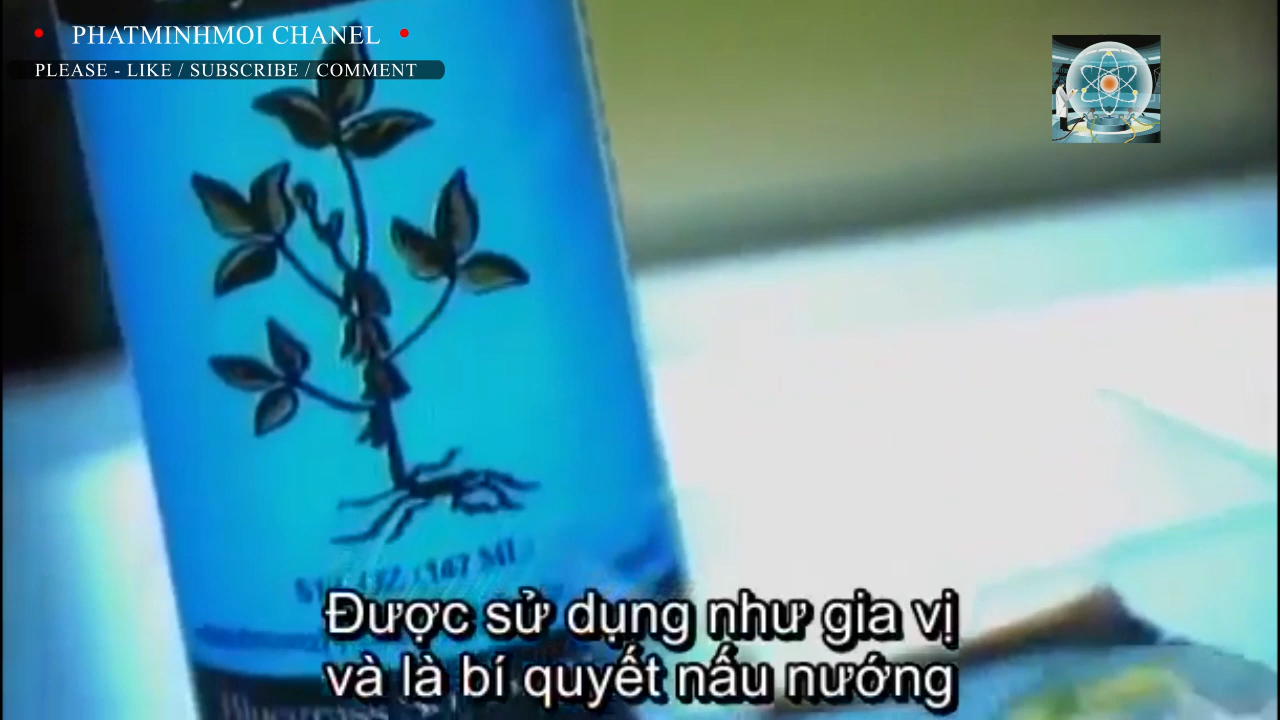 PHATMINHMOI CHANEL
PLEASE - LIKE / SUBSCRIBE / COMMENT
Được sử dụng như gia vị
và là bí quyết nấu nướng